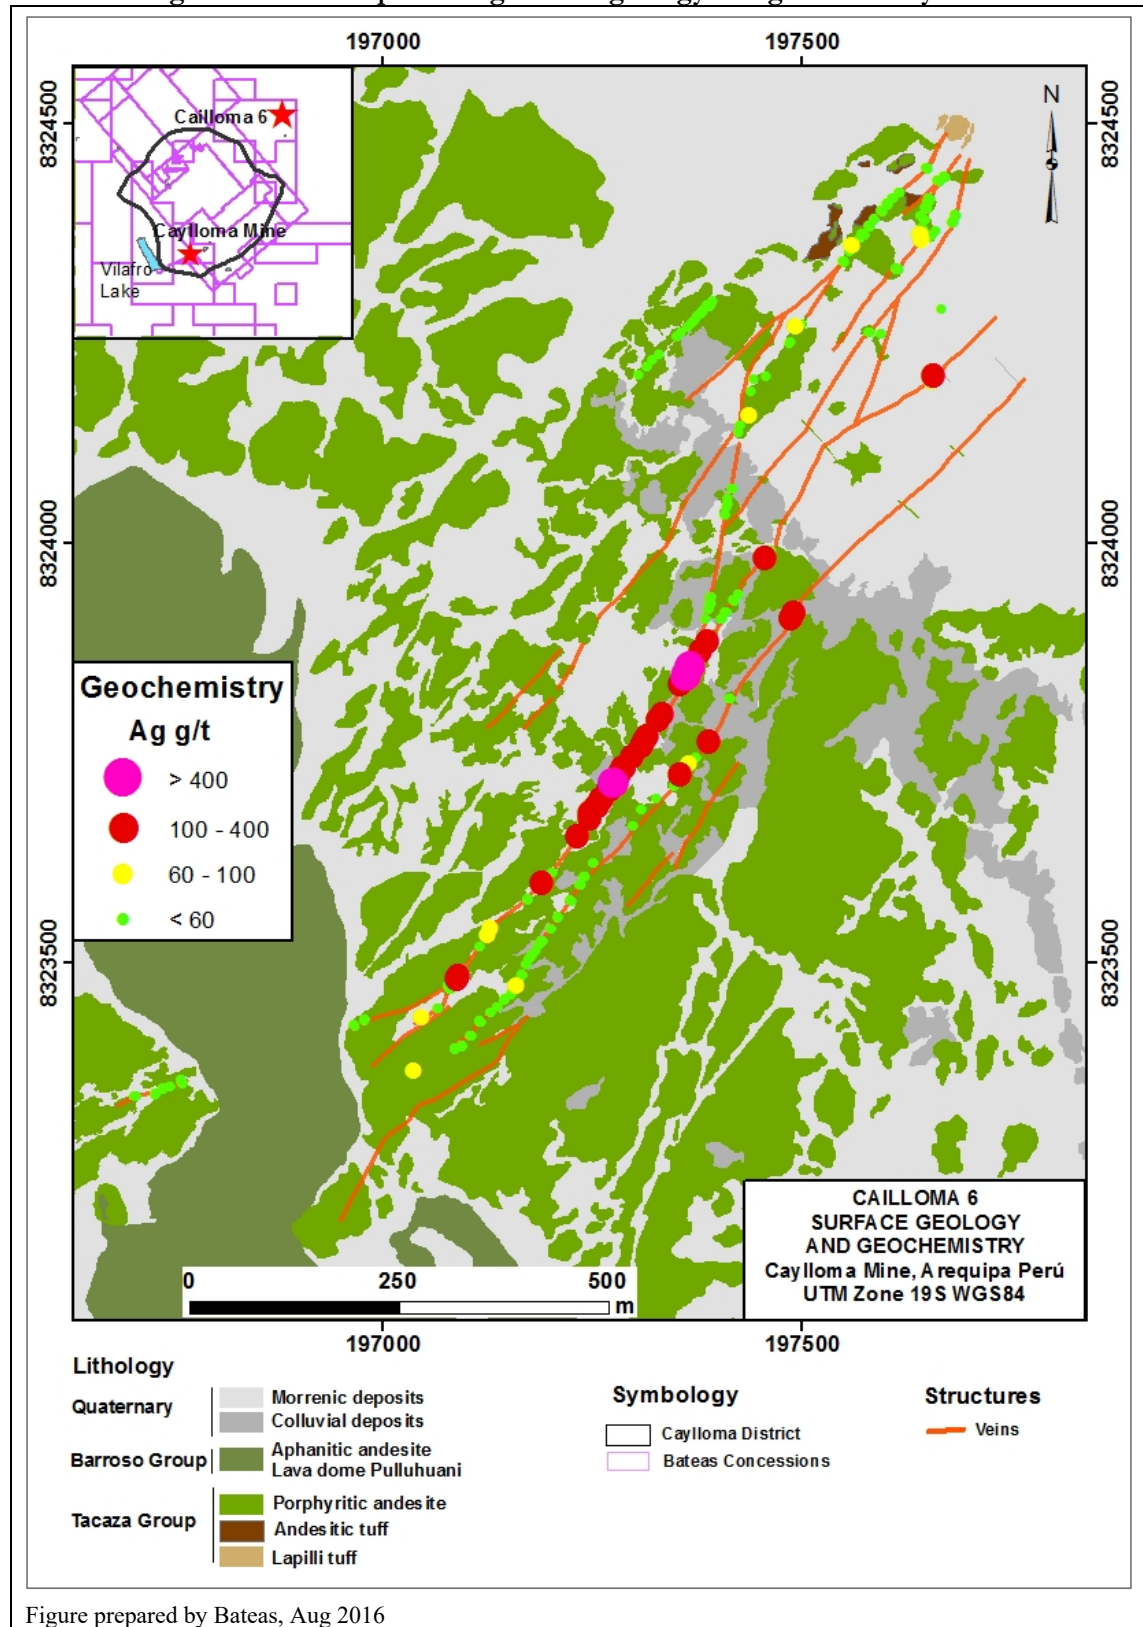 197000
197500
8324500
8324500
N
Cailloma 6
Caylloma Mine
Vilafro
Lake
8324000
8324000
Geochemistry
Ag g/t
> 400
100 - 400
60 - 100
< 60
8323500
8323500
CAILLOMA 6
SURFACE GEOLOGY
AND GEOCHEMISTRY
Caylloma Mine, Arequipa Perú
UTM Zone 19S WGS84
0 250 500
m
197000
197500
Lithology
Quaternary
Morrenic deposits
Colluvial deposits
Barroso Group
Aphanitic andesite
Lava dome Pulluhuani
Tacaza Group
Porphyritic andesite
Andesitic tuff
Lapilli tuff
Symbology
Caylloma District
Bateas Concessions
Structures
Veins
Figure prepared by Bateas, Aug 2016